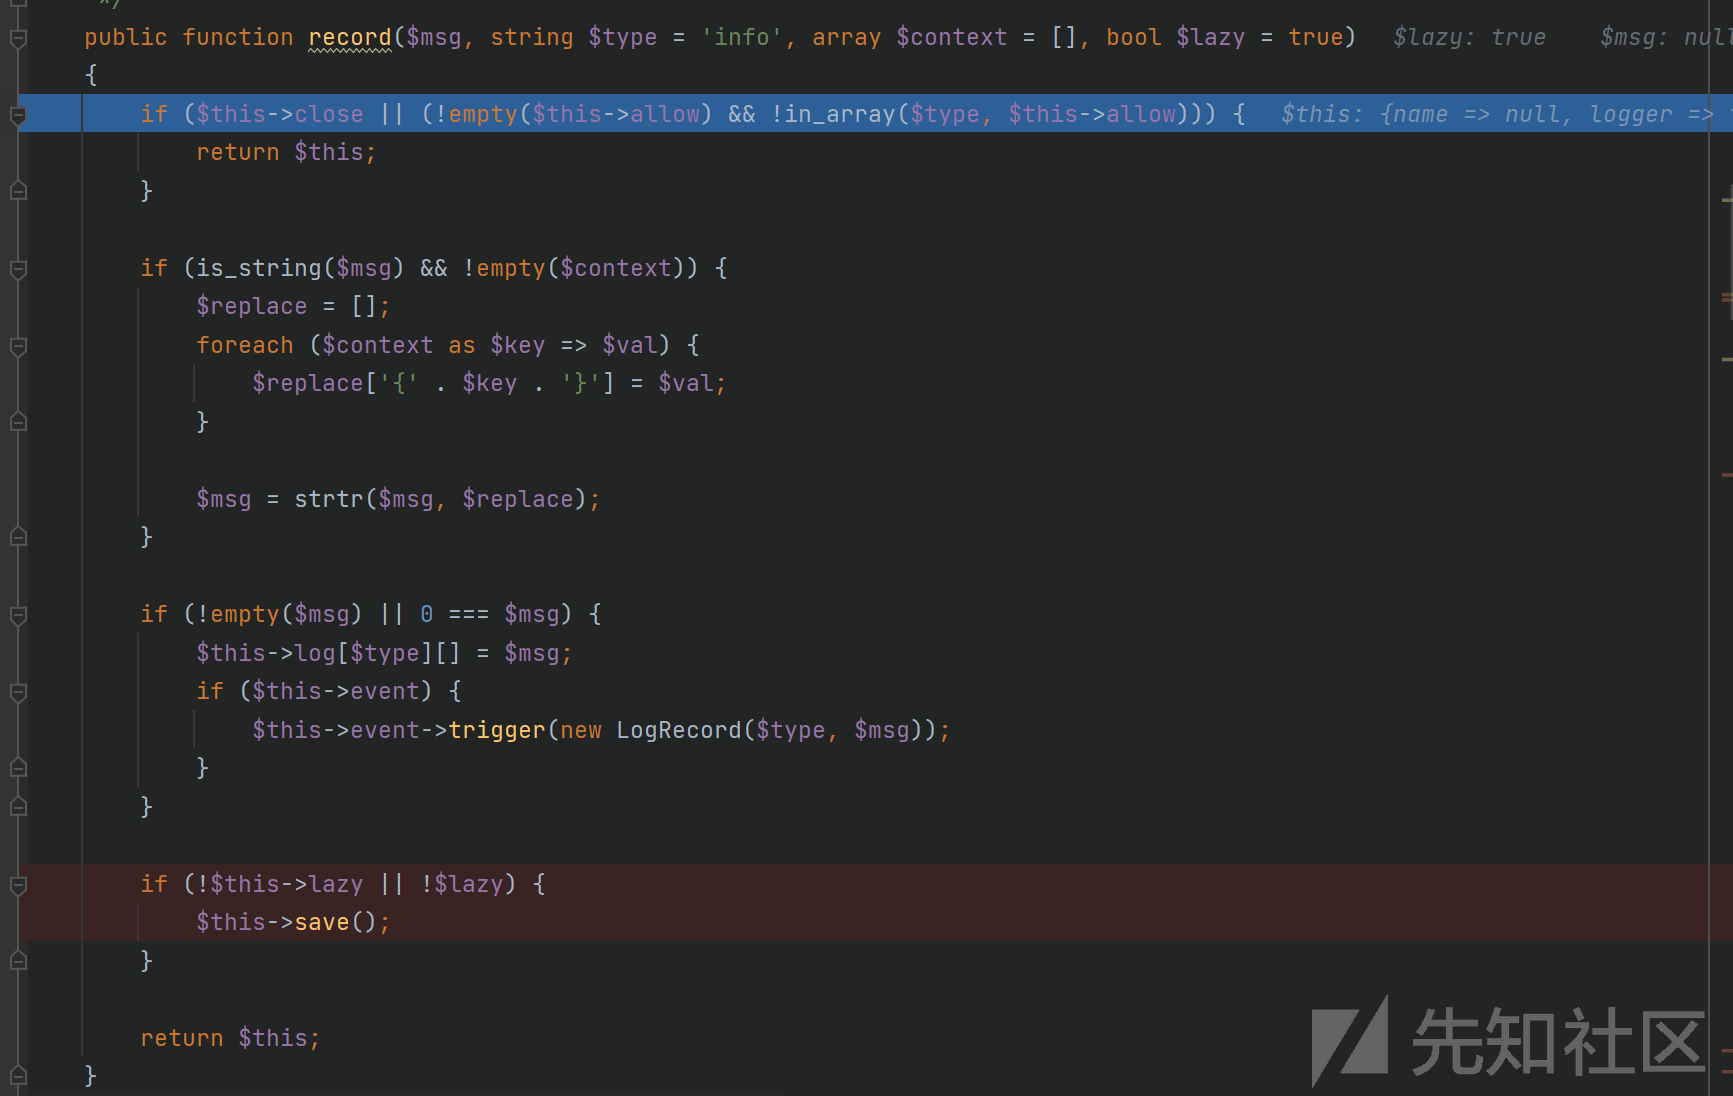 */
public function record($msg, string $type = 'info', array $context = [], bool $lazy = true)   $lazy: true    $msg: null
{
    if ($this->close || (!empty($this->allow) && !in_array($type, $this->allow))) {   $this: {name => null, logger =>
        return $this;
    }
    if (is_string($msg) && !empty($context)) {
        $replace = [];
        foreach ($context as $key => $val) {
            $replace['{' . $key . '}'] = $val;
        }
        $msg = strtr($msg, $replace);
    }
    if (!empty($msg) || 0 === $msg) {
        $this->log[$type][] = $msg;
        if ($this->event) {
            $this->event->trigger(new LogRecord($type, $msg));
        }
    }
    if (!$this->lazy || !$lazy) {
        $this->save();
    }
    return $this;
}
先知社区